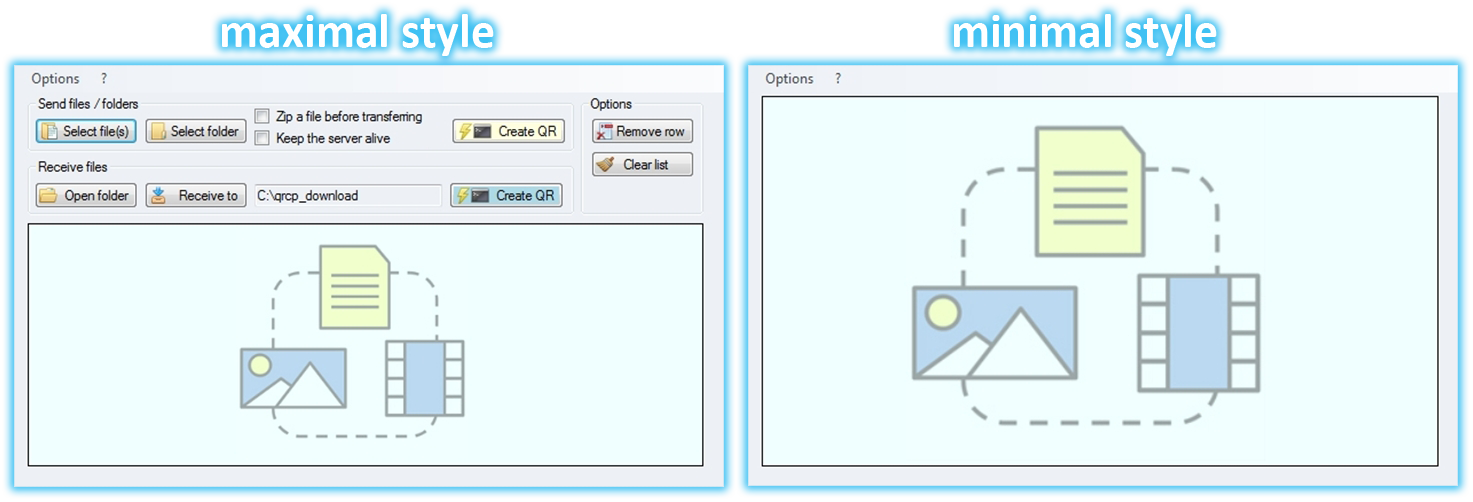 maximal style
Options ?
Send files / folders
Select file(s) Select folder
Zip a file before transferring
Keep the server alive
Create QR
Options
Remove row
Clear list
Receive files
Open folder Receive to C:\qrcp_download Create QR
minimal style
Options ?